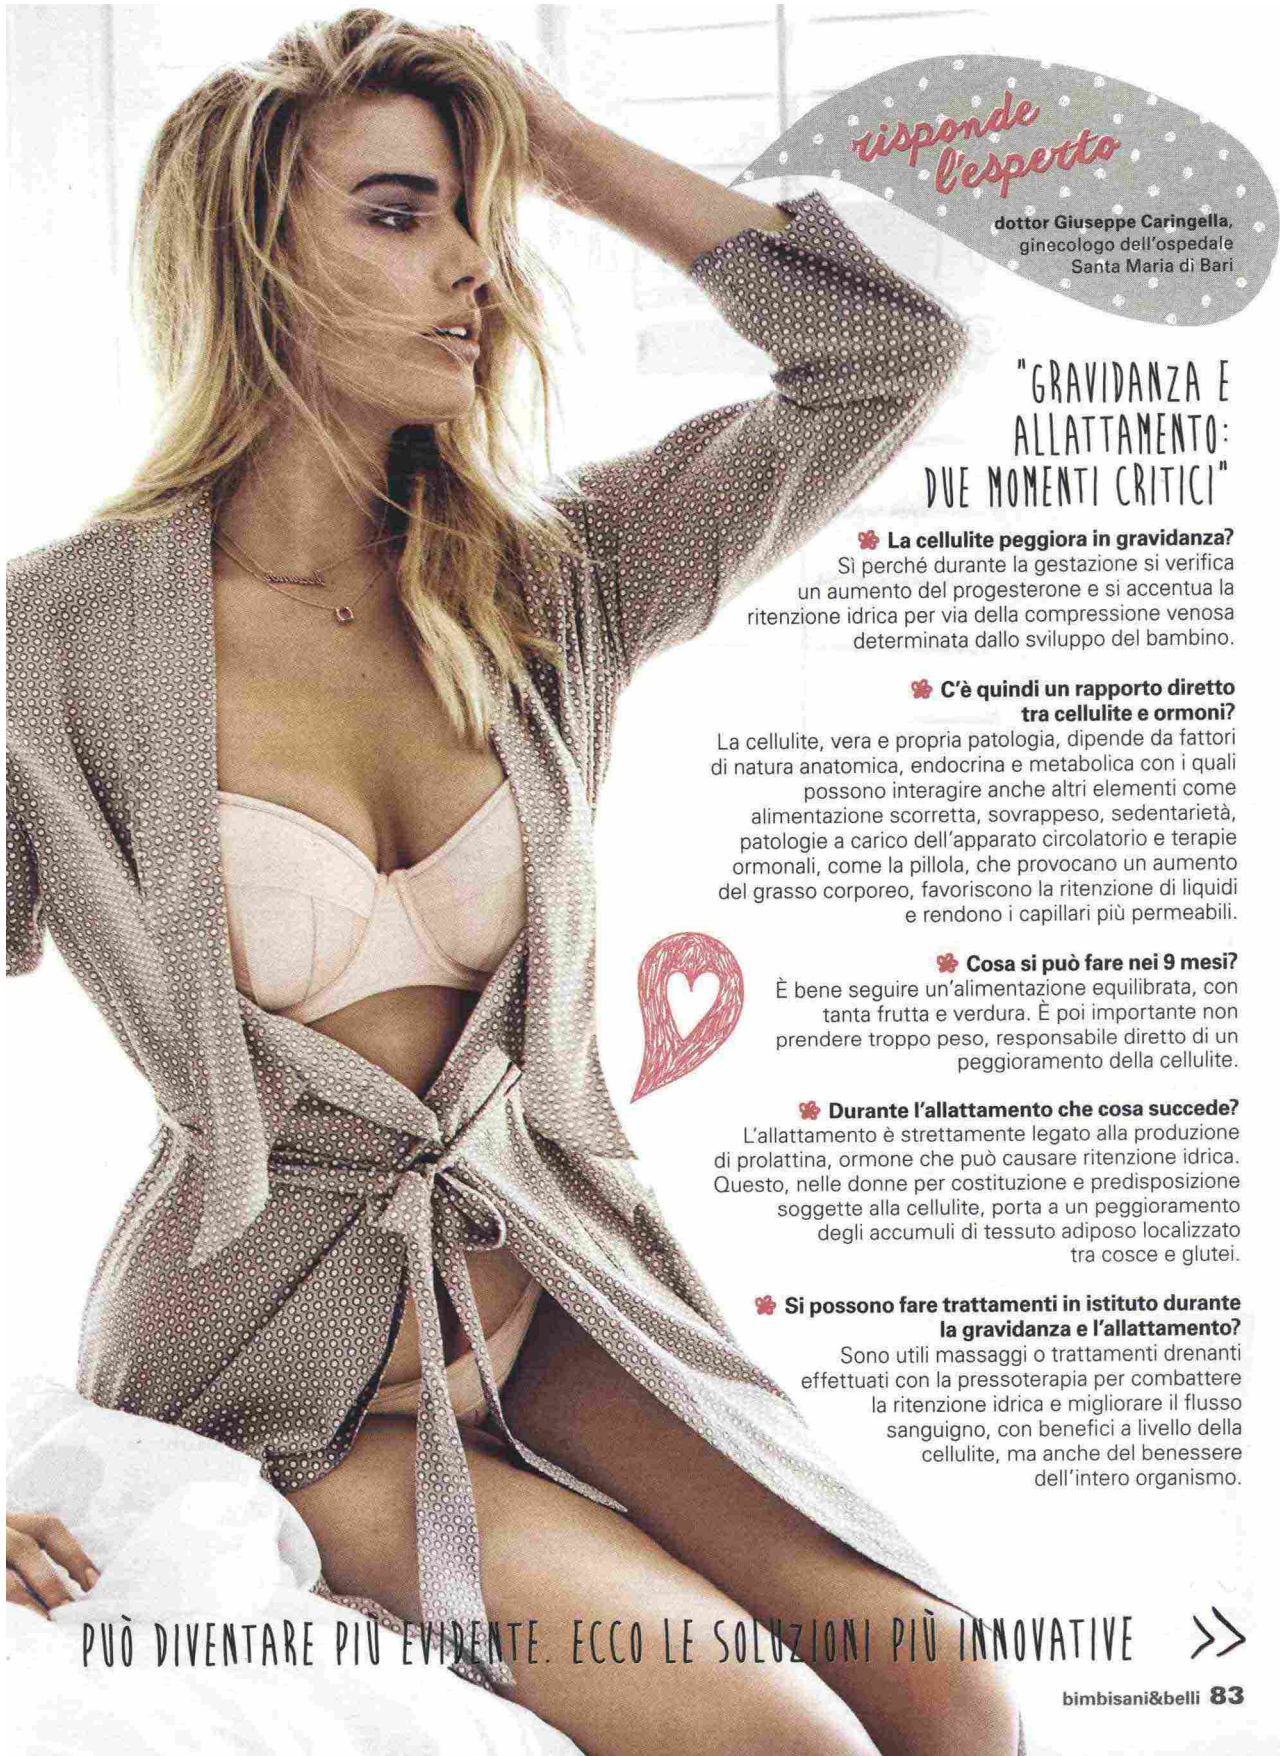 risponde
l'esperto
dottor Giuseppe Caringella,
ginecologo dell'ospedale
Santa Maria di Bari
"GRAVIDANZA E
ALLATTAMENTO:
DUE MOMENTI CRITICI"
La cellulite peggiora in gravidanza?
Sì perché durante la gestazione si verifica
un aumento del progesterone e si accentua la
ritenzione idrica per via della compressione venosa
determinata dallo sviluppo del bambino.
C'è quindi un rapporto diretto
tra cellulite e ormoni?
La cellulite, vera e propria patologia, dipende da fattori
di natura anatomica, endocrina e metabolica con i quali
possono interagire anche altri elementi come
alimentazione scorretta, sovrappeso, sedentarietà,
patologie a carico dell'apparato circolatorio e terapie
ormonali, come la pillola, che provocano un aumento
del grasso corporeo, favoriscono la ritenzione di liquidi
e rendono i capillari più permeabili.
Cosa si può fare nei 9 mesi?
È bene seguire un'alimentazione equilibrata, con
tanta frutta e verdura. È poi importante non
prendere troppo peso, responsabile diretto di un
peggioramento della cellulite.
Durante l'allattamento che cosa succede?
L'allattamento è strettamente legato alla produzione
di prolattina, ormone che può causare ritenzione idrica.
Questo, nelle donne per costituzione e predisposizione
soggette alla cellulite, porta a un peggioramento
degli accumuli di tessuto adiposo localizzato
tra cosce e glutei.
Si possono fare trattamenti in istituto durante
la gravidanza e l'allattamento?
Sono utili massaggi o trattamenti drenanti
effettuati con la pressoterapia per combattere
la ritenzione idrica e migliorare il flusso
sanguigno, con benefici a livello della
cellulite, ma anche del benessere
dell'intero organismo.
PUÒ DIVENTARE PIÙ EVIDENTE. ECCO LE SOLUZIONI PIÙ INNOVATIVE >>
bimbisani&belli 83